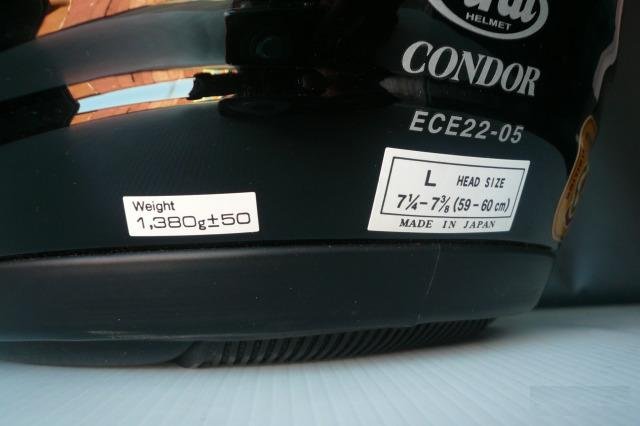 Arai
HELMET
CONDOR
ECE22-05
L HEAD SIZE
7¼-7⅜ (59-60 cm)
MADE IN JAPAN
Weight
1,380g±50